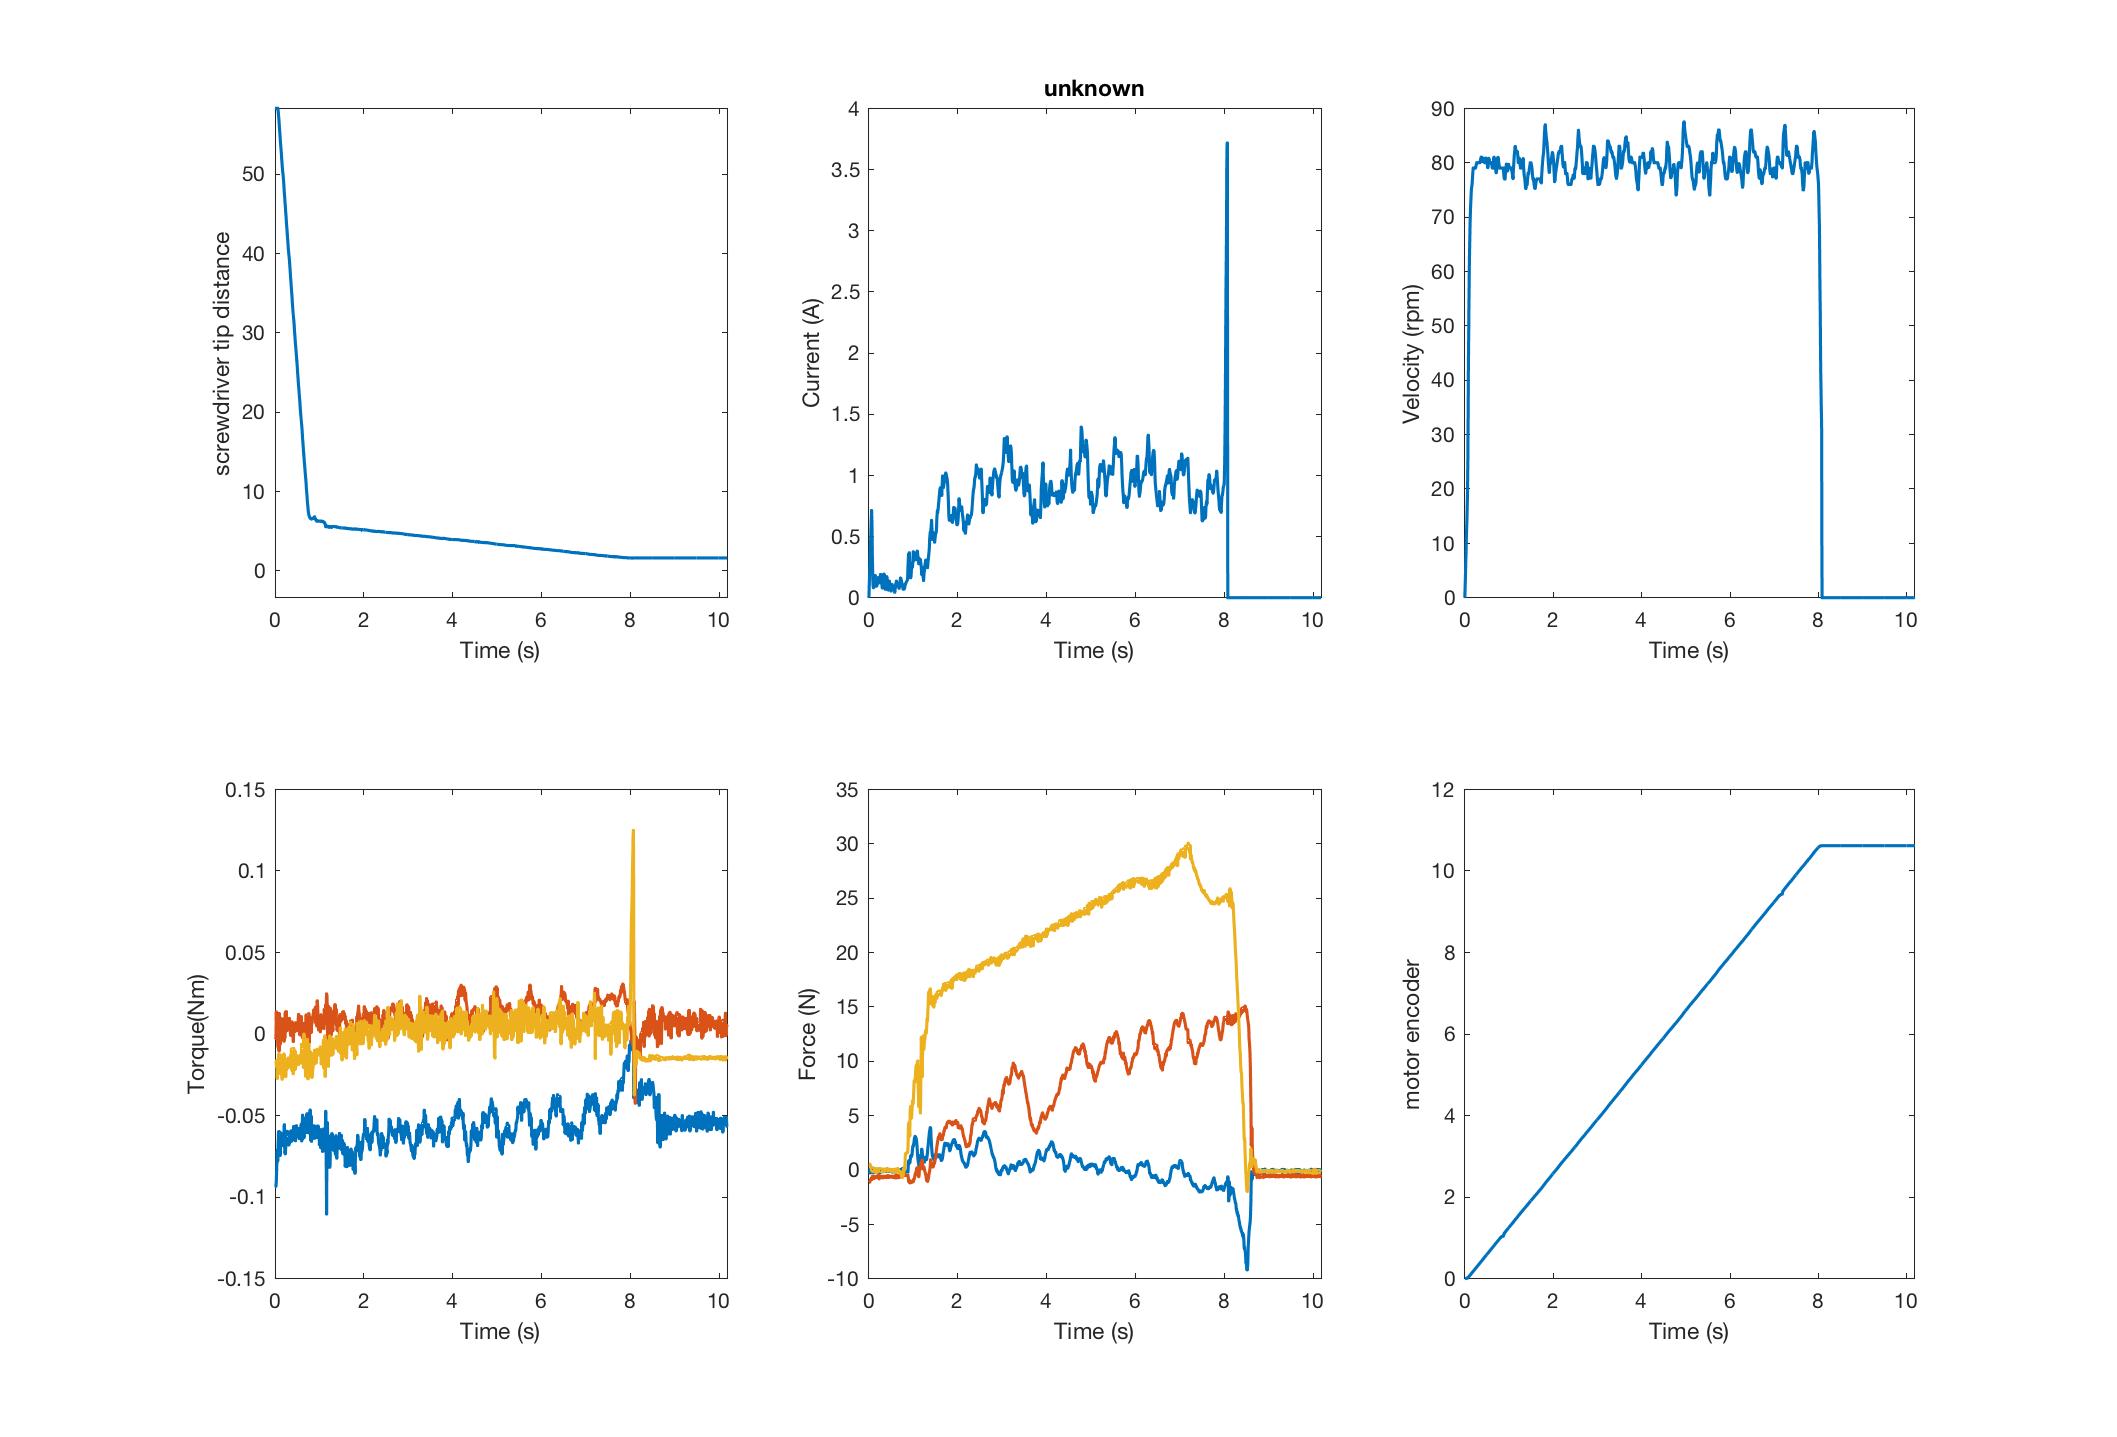 unknown
screwdriver tip distance
50
40
30
20
10
0
0 2 4 6 8 10
Time (s)
Current (A)
4
3.5
3
2.5
2
1.5
1
0.5
0
0 2 4 6 8 10
Time (s)
Velocity (rpm)
90
80
70
60
50
40
30
20
10
0
0 2 4 6 8 10
Time (s)
Torque(Nm)
0.15
0.1
0.05
0
-0.05
-0.1
-0.15
0 2 4 6 8 10
Time (s)
Force (N)
35
30
25
20
15
10
5
0
-5
-10
0 2 4 6 8 10
Time (s)
motor encoder
12
10
8
6
4
2
0
0 2 4 6 8 10
Time (s)